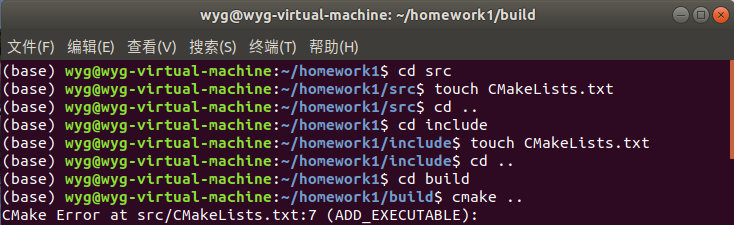 wyg@wyg-virtual-machine: ~/homework1/build
文件(F) 编辑(E) 查看(V) 搜索(S) 终端(T) 帮助(H)
(base) wyg@wyg-virtual-machine:~/homework1$ cd src
(base) wyg@wyg-virtual-machine:~/homework1/src$ touch CMakeLists.txt
(base) wyg@wyg-virtual-machine:~/homework1/src$ cd ..
(base) wyg@wyg-virtual-machine:~/homework1$ cd include
(base) wyg@wyg-virtual-machine:~/homework1/include$ touch CMakeLists.txt
(base) wyg@wyg-virtual-machine:~/homework1/include$ cd ..
(base) wyg@wyg-virtual-machine:~/homework1$ cd build
(base) wyg@wyg-virtual-machine:~/homework1/build$ cmake ..
CMake Error at src/CMakeLists.txt:7 (ADD_EXECUTABLE):